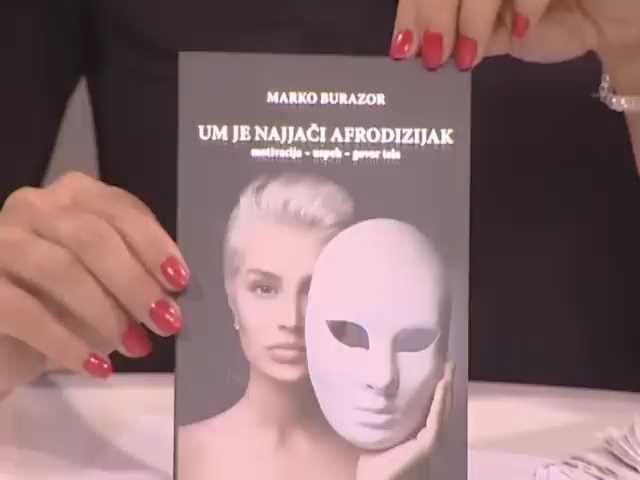 MARKO BURAZOR
UM JE NAJJAČI AFRODIZIJAK
motivacija - uspeh - govor tela